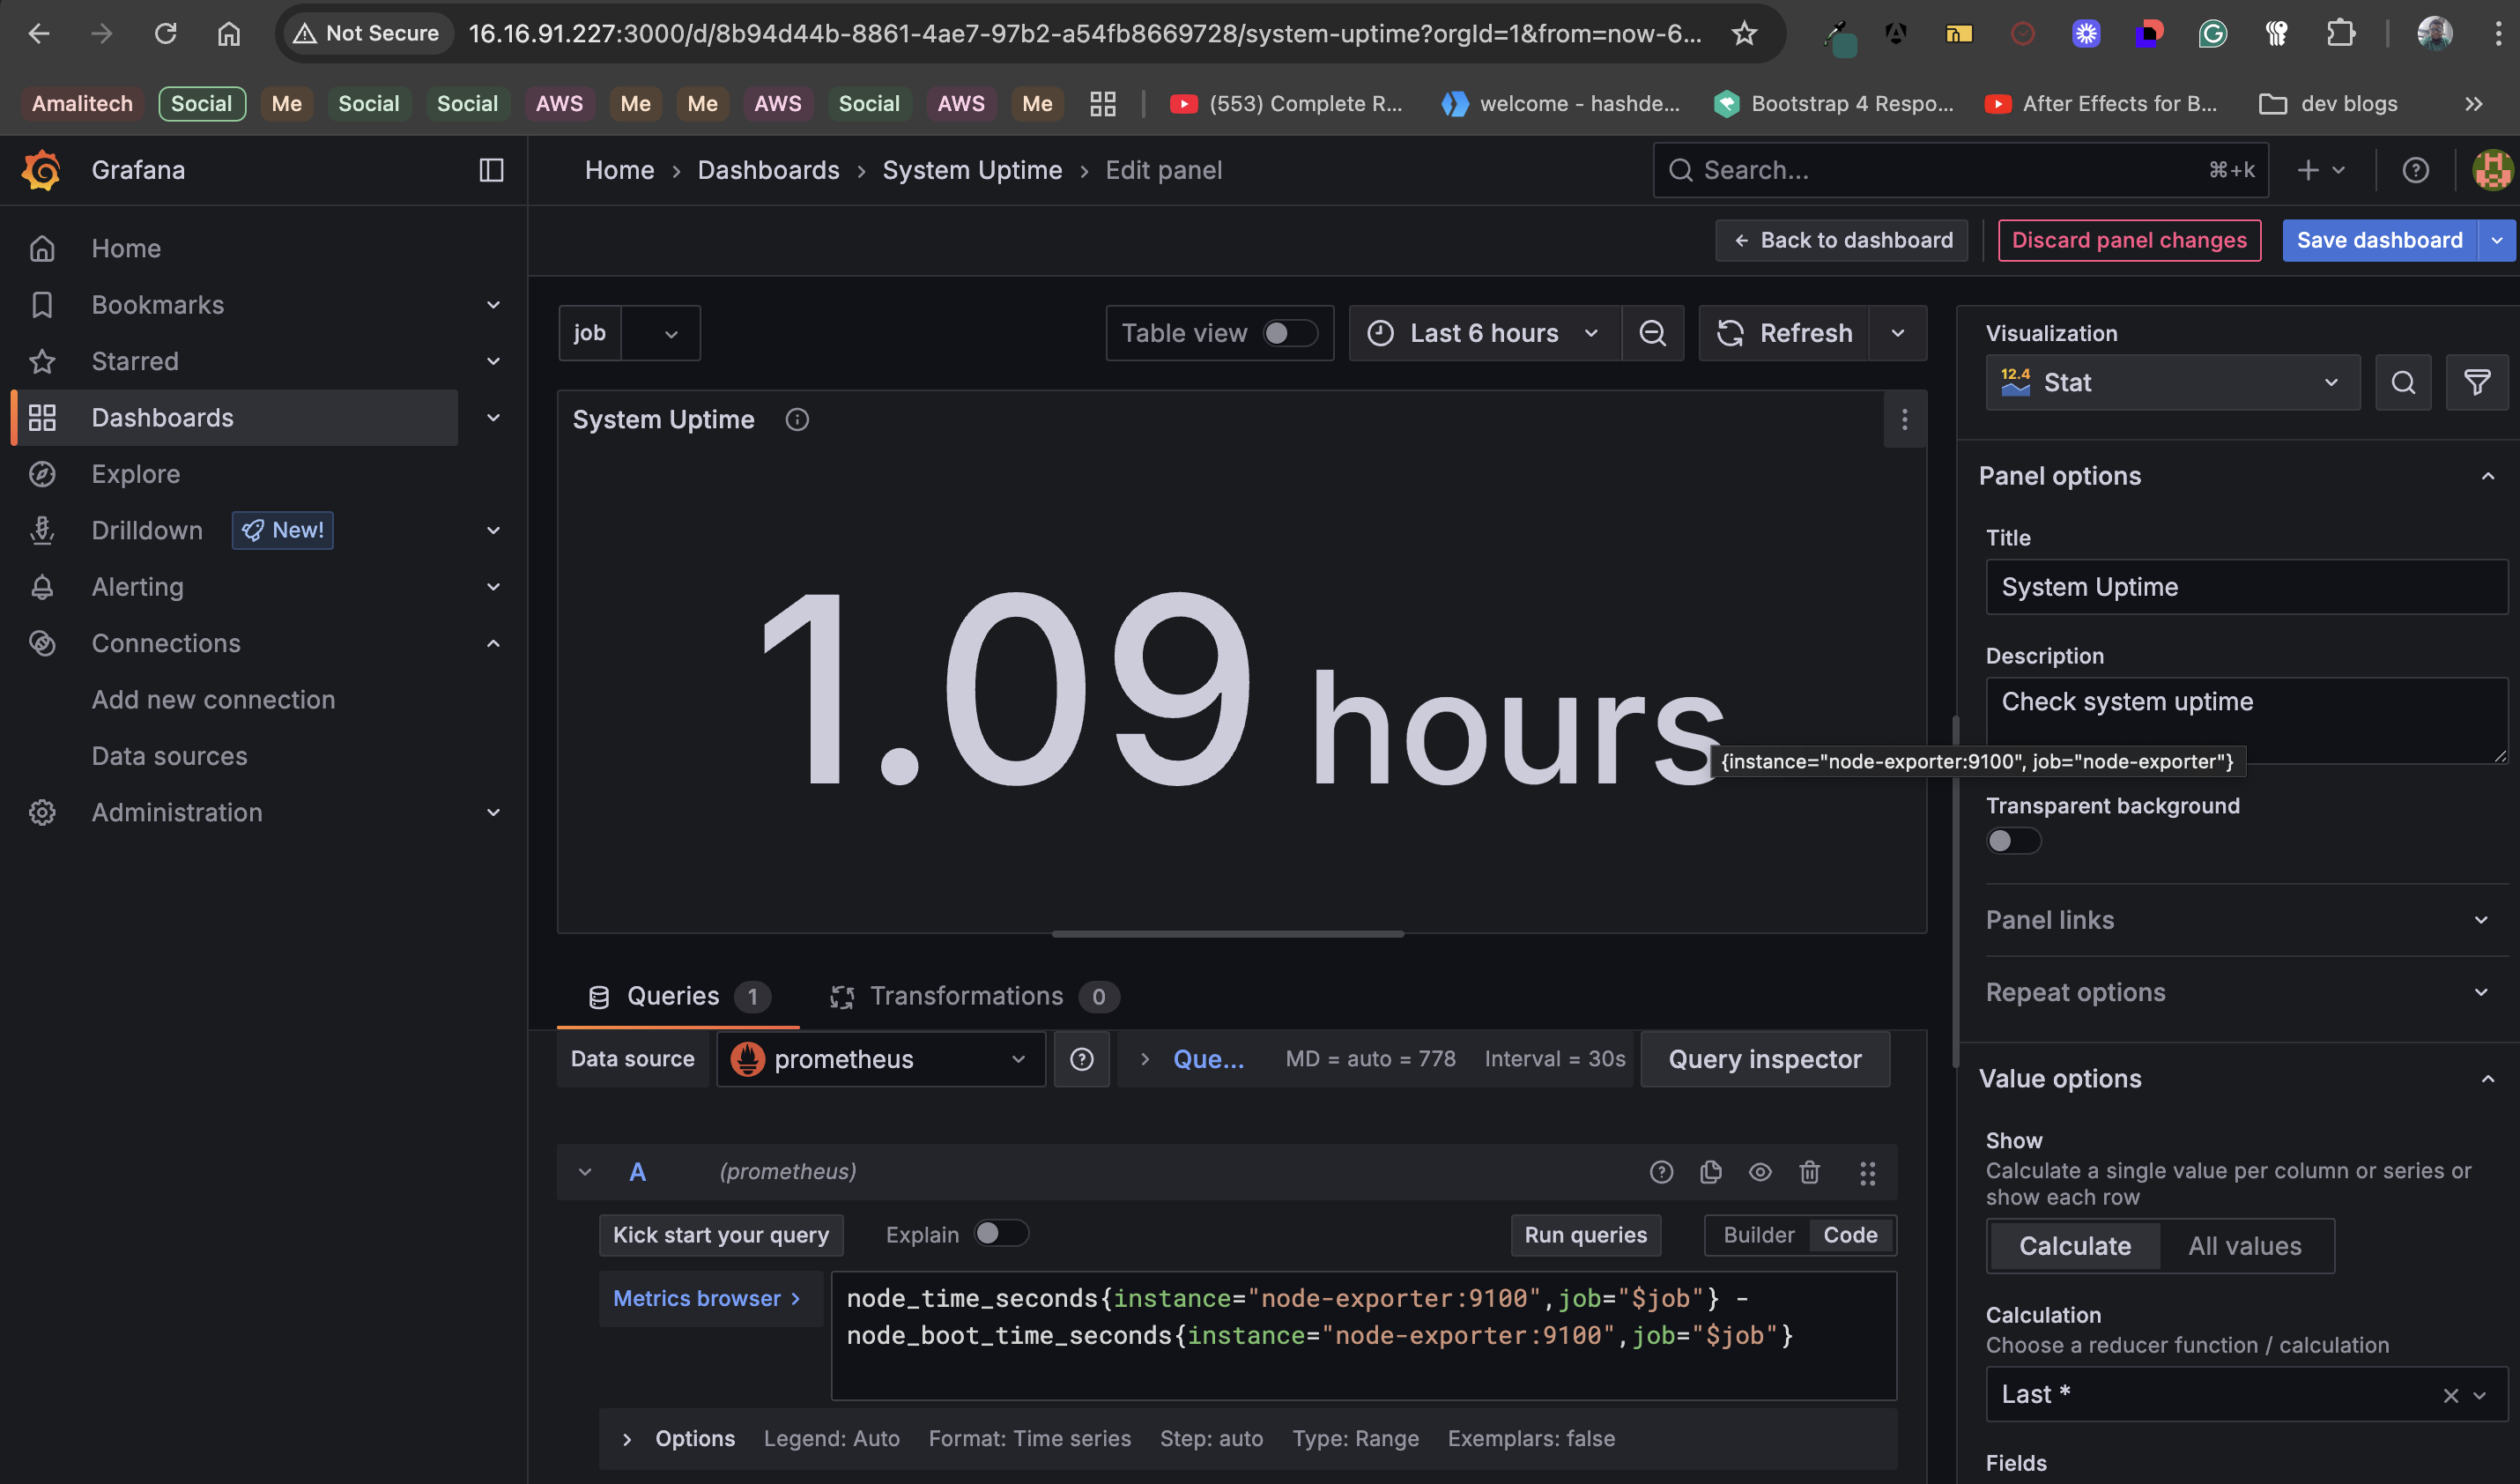 Not Secure
16.16.91.227:3000/d/8b94d44b-8861-4ae7-97b2-a54fb8669728/system-uptime?orgId=1&from=now-6...
Amalitech Social Me Social Social AWS Me Me AWS Social AWS Me (553) Complete R... welcome - hashde... Bootstrap 4 Respo... After Effects for B... dev blogs
Grafana
Home › Dashboards › System Uptime › Edit panel
Search... ⌘+k
Back to dashboard
Discard panel changes
Save dashboard
Home
Bookmarks
Starred
Dashboards
Explore
Drilldown New!
Alerting
Connections
Add new connection
Data sources
Administration
job
Table view
Last 6 hours
Refresh
System Uptime
1.09 hours
{instance="node-exporter:9100", job="node-exporter"}
Queries 1
Transformations 0
Data source
prometheus
Que...
MD = auto = 778
Interval = 30s
Query inspector
A
(prometheus)
Kick start your query
Explain
Run queries
Builder
Code
Metrics browser >
node_time_seconds{instance="node-exporter:9100",job="$job"} -
node_boot_time_seconds{instance="node-exporter:9100",job="$job"}
Options Legend: Auto Format: Time series Step: auto Type: Range Exemplars: false
Visualization
12.4
Stat
Panel options
Title
System Uptime
Description
Check system uptime
Transparent background
Panel links
Repeat options
Value options
Show
Calculate a single value per column or series or
show each row
Calculate
All values
Calculation
Choose a reducer function / calculation
Last *
Fields